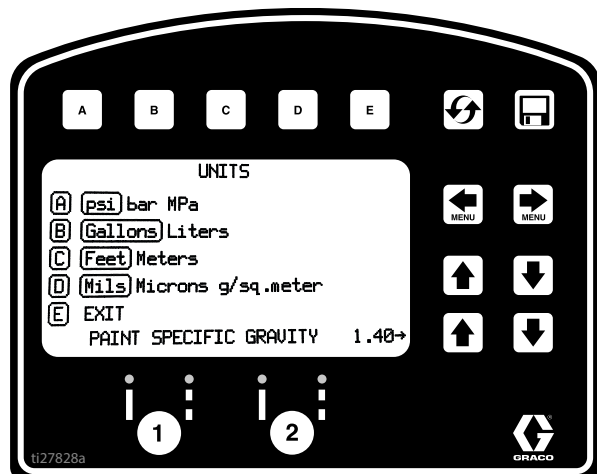 A B C D E
UNITS
A psi bar MPa
B Gallons Liters
C Feet Meters
D Mils Microns g/sq.meter
E EXIT
PAINT SPECIFIC GRAVITY 1.40→
MENU MENU
1 2
ti27828a
GRACO